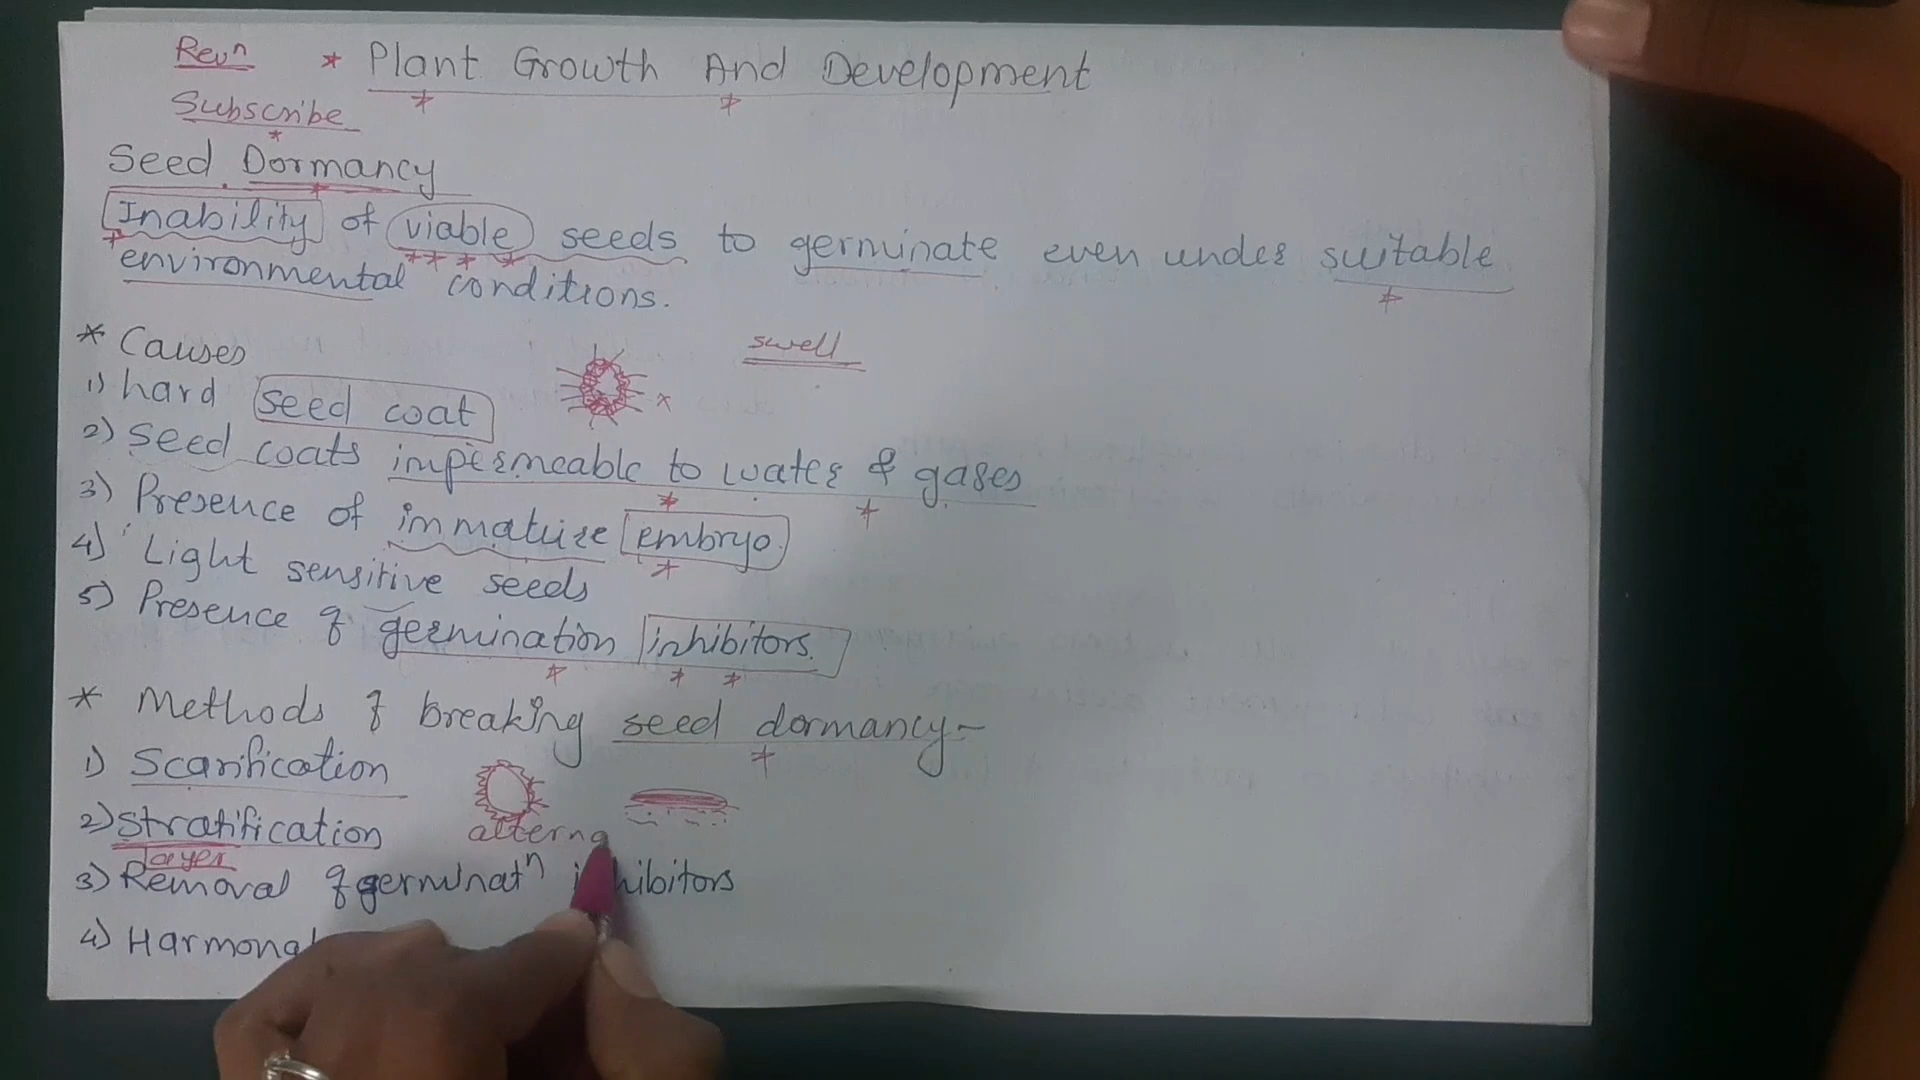 Revn * Plant Growth And Development
Subscribe
Seed Dormancy
Inability of viable seeds to germinate even under suitable
environmental conditions.
* Causes
swell
1) hard seed coat
2) Seed coats impermeable to water & gases
3) Presence of immature embryo.
4) Light sensitive seeds
5) Presence of germination inhibitors.
* Methods of breaking seed dormancy-
1) Scarification
2) Stratification
alterna
layer
3) Removal of germinatn inhibitors
4) Harmonal